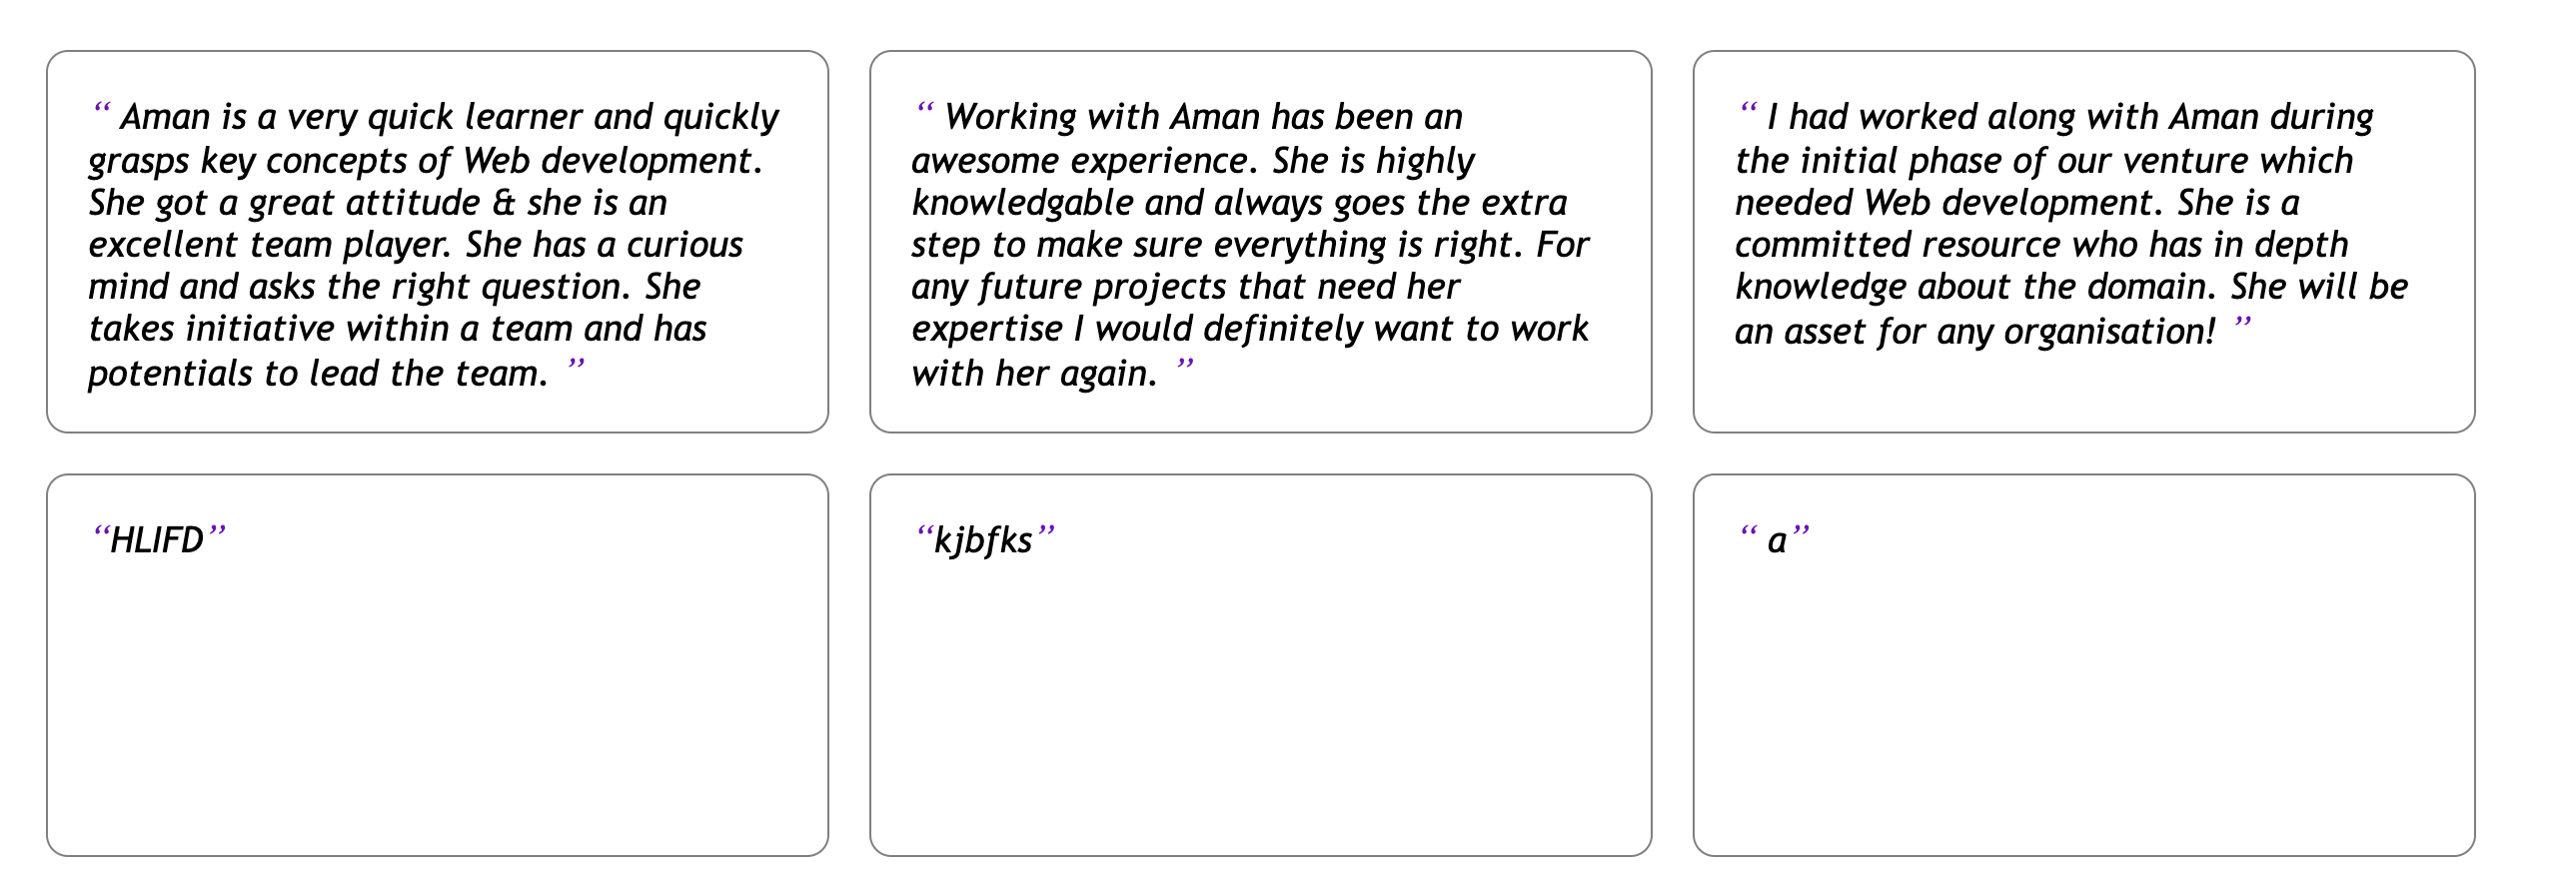 “ Aman is a very quick learner and quickly
grasps key concepts of Web development.
She got a great attitude & she is an
excellent team player. She has a curious
mind and asks the right question. She
takes initiative within a team and has
potentials to lead the team. ”
“ Working with Aman has been an
awesome experience. She is highly
knowledgable and always goes the extra
step to make sure everything is right. For
any future projects that need her
expertise I would definitely want to work
with her again. ”
“ I had worked along with Aman during
the initial phase of our venture which
needed Web development. She is a
committed resource who has in depth
knowledge about the domain. She will be
an asset for any organisation! ”
“HLIFD”
“kjbfks”
“ a”